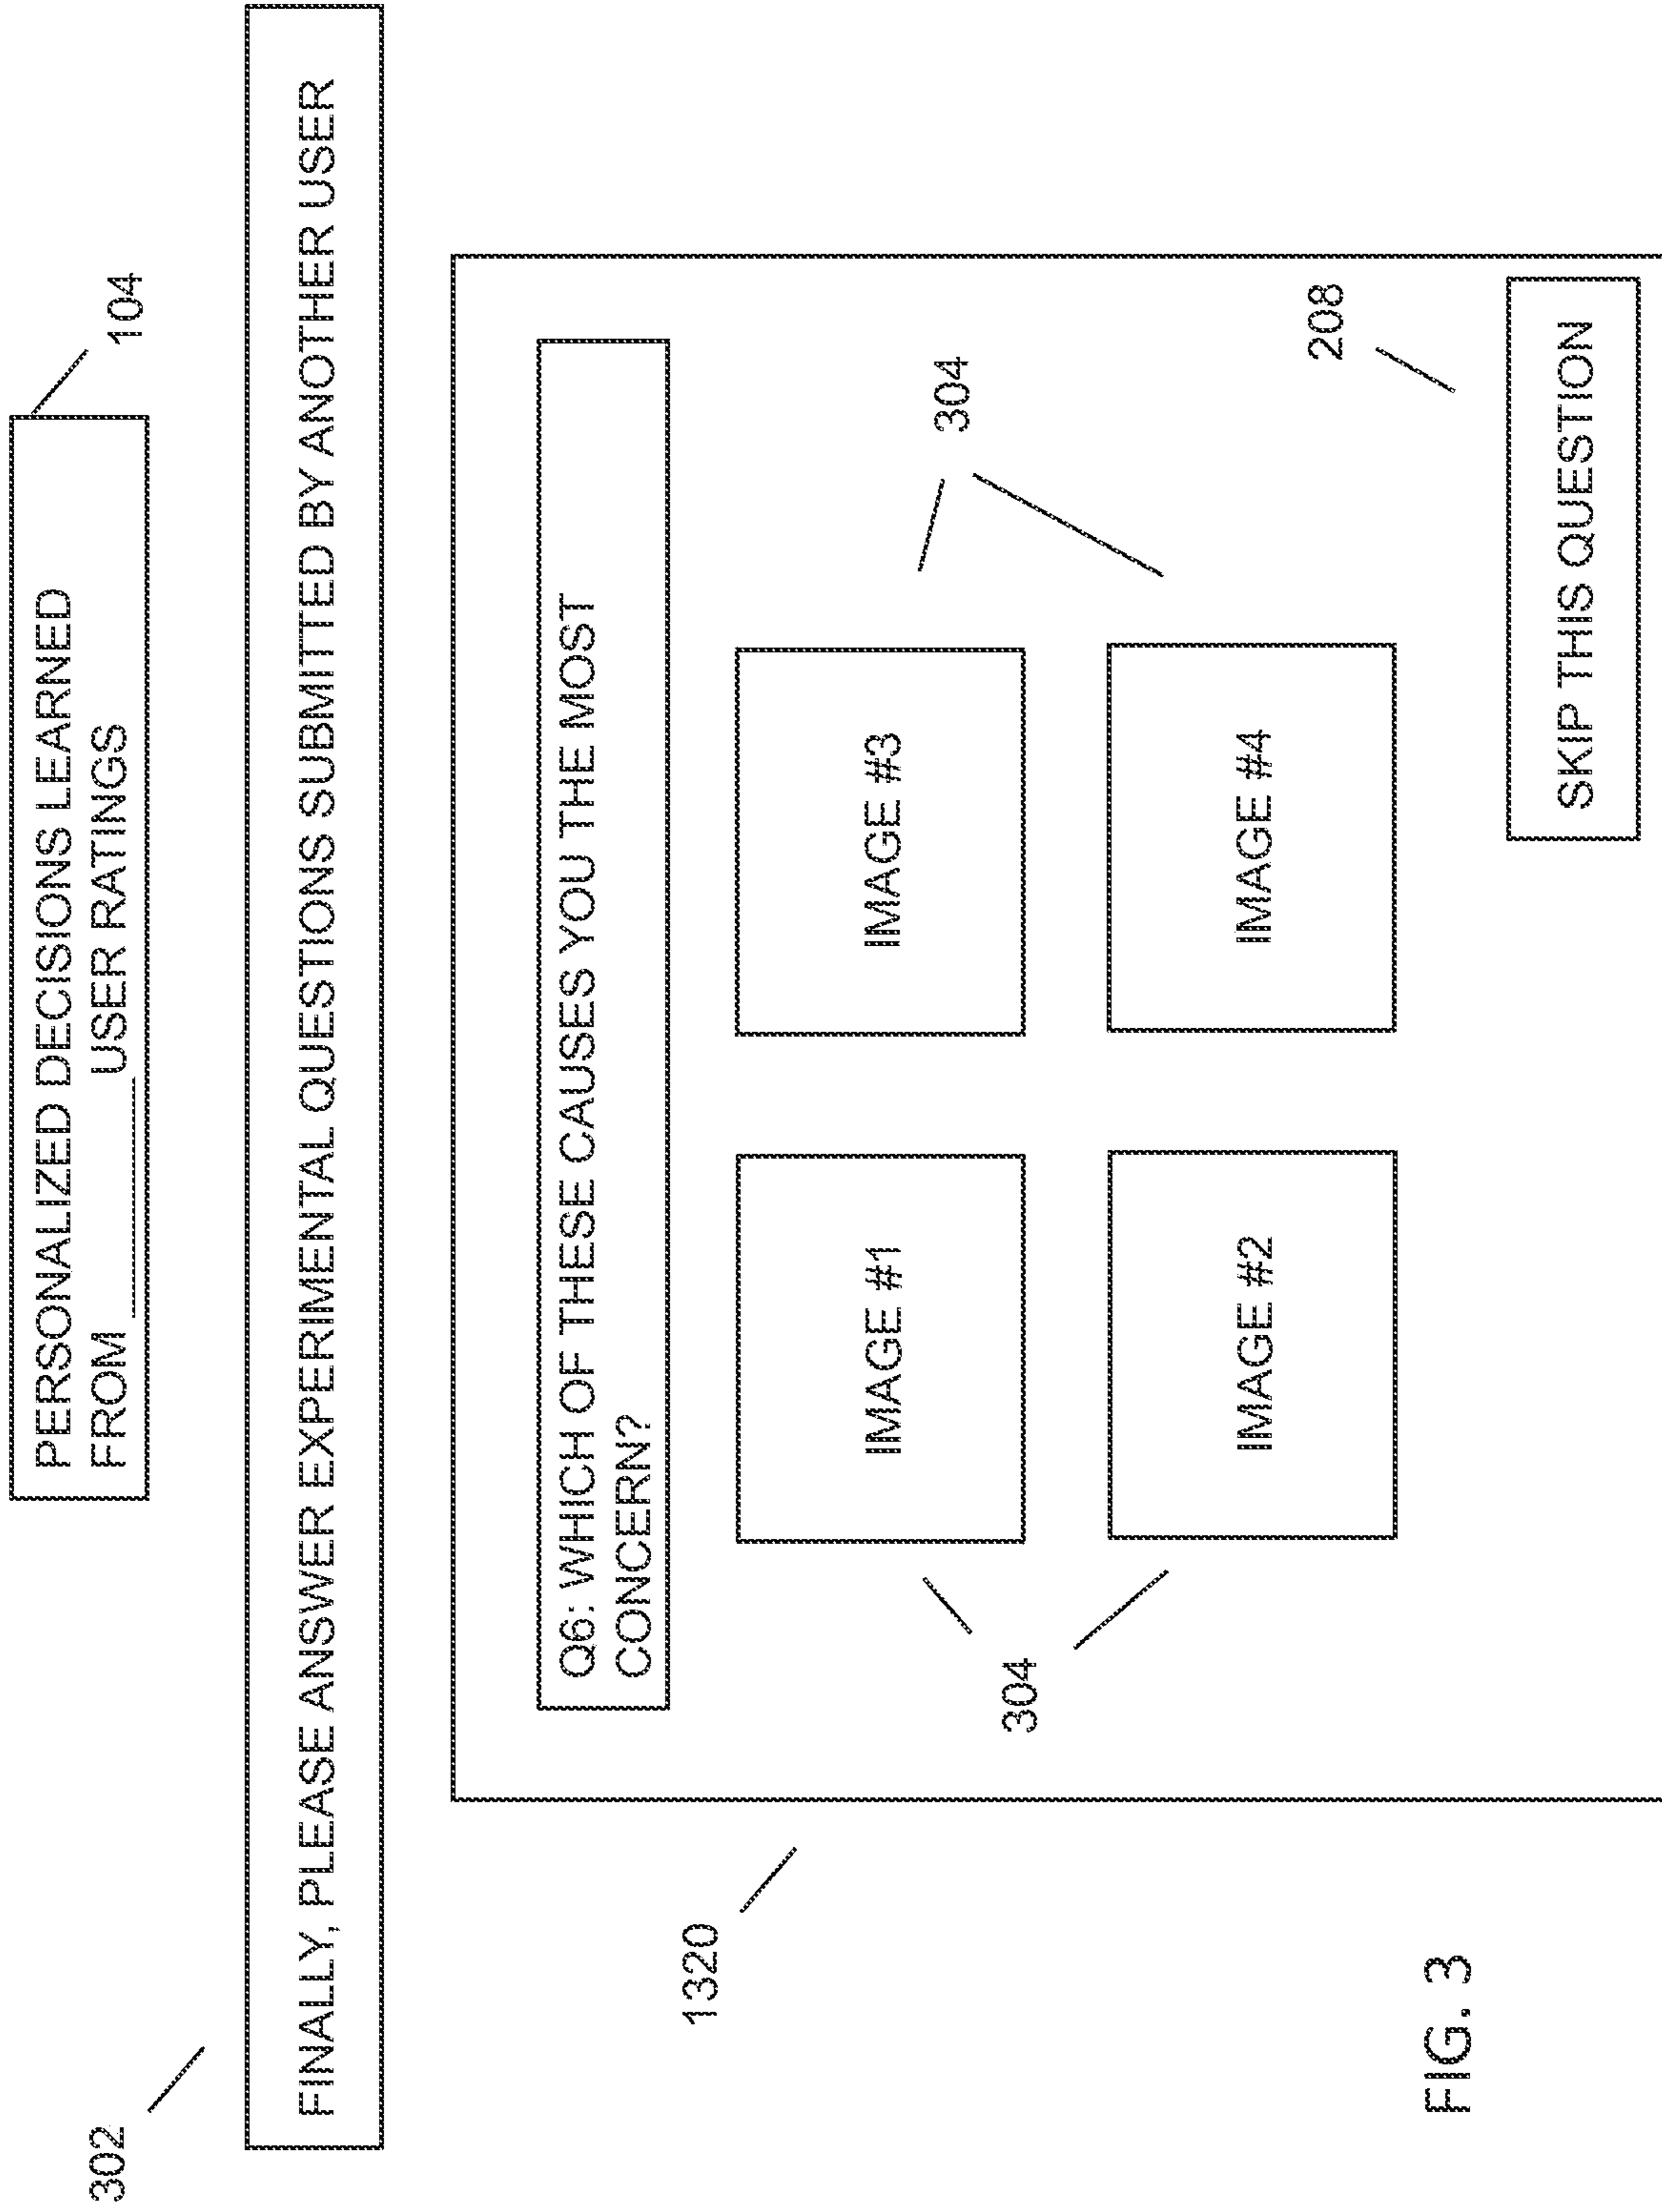 PERSONALIZED DECISIONS LEARNED
FROM __________ USER RATINGS
104
302
FINALLY, PLEASE ANSWER EXPERIMENTAL QUESTIONS SUBMITTED BY ANOTHER USER
1320
Q6: WHICH OF THESE CAUSES YOU THE MOST
CONCERN?
IMAGE #1
IMAGE #3
304
304
IMAGE #2
IMAGE #4
208
SKIP THIS QUESTION
FIG. 3